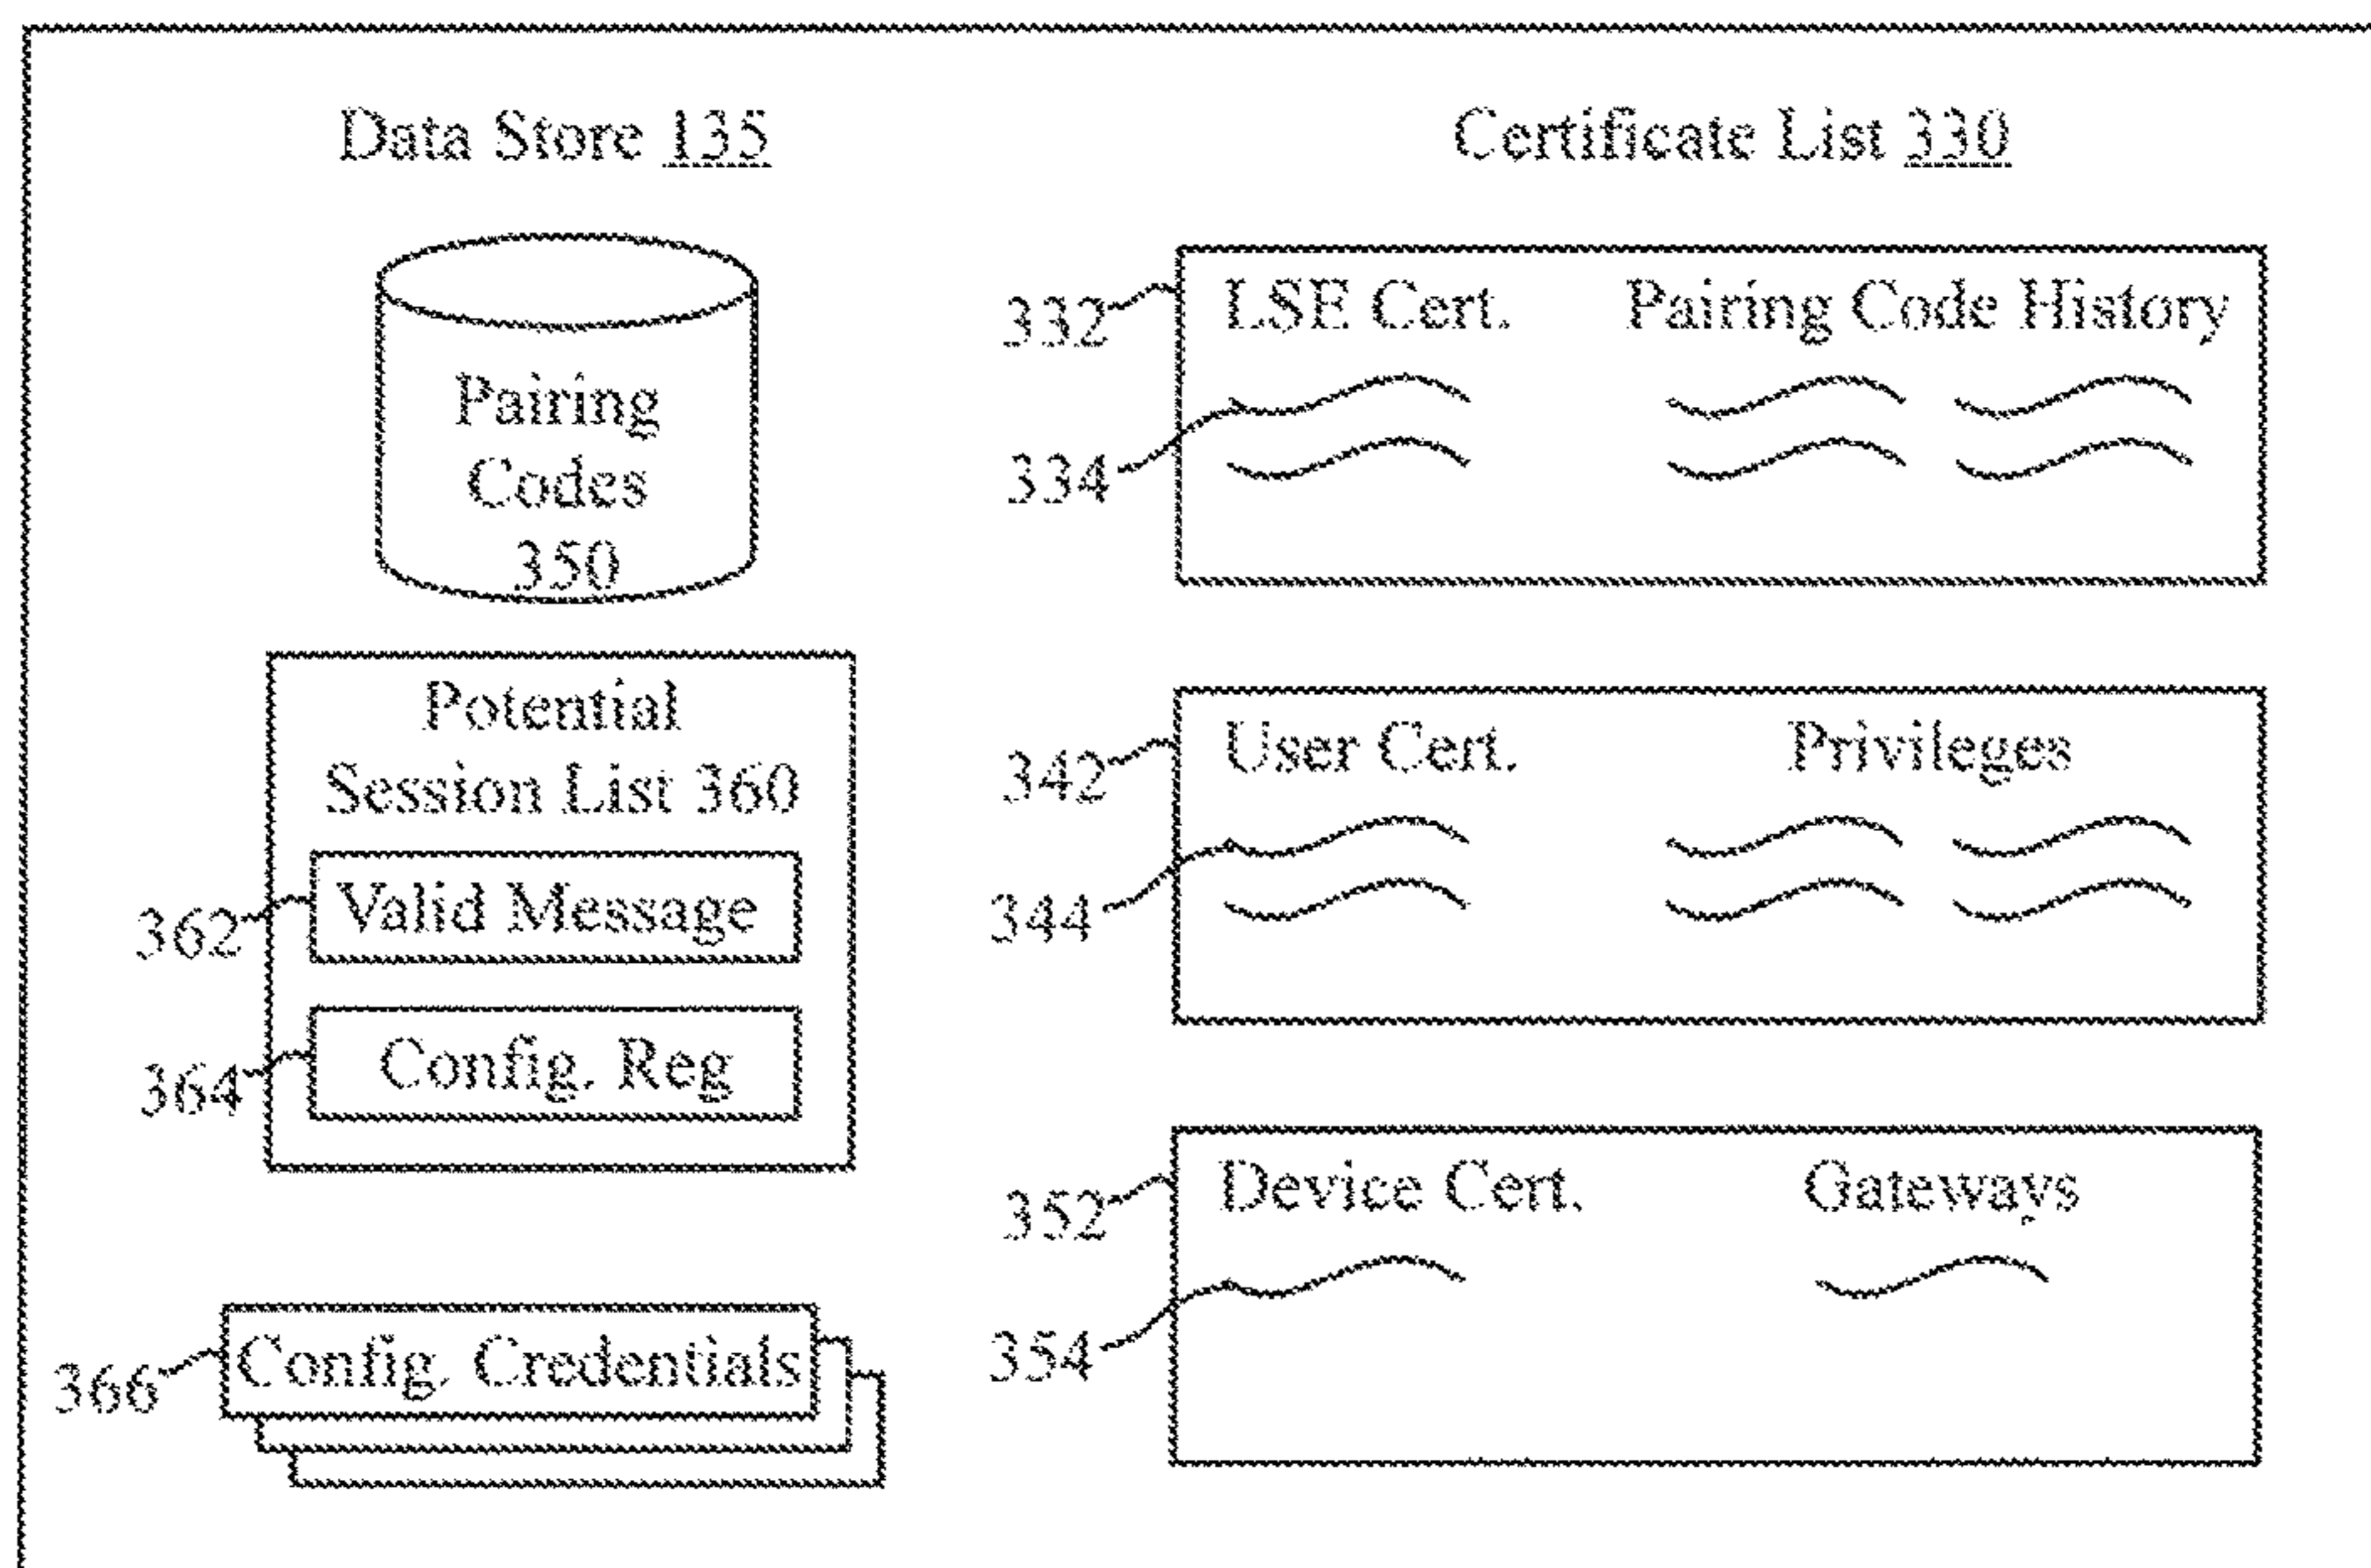 Data Store 135
Pairing
Codes
350
Potential
Session List 360
362 Valid Message
364 Config. Reg
366 Config. Credentials
Certificate List 330
332 LSE Cert. Pairing Code History
334
342 User Cert. Privileges
344
352 Device Cert. Gateways
354